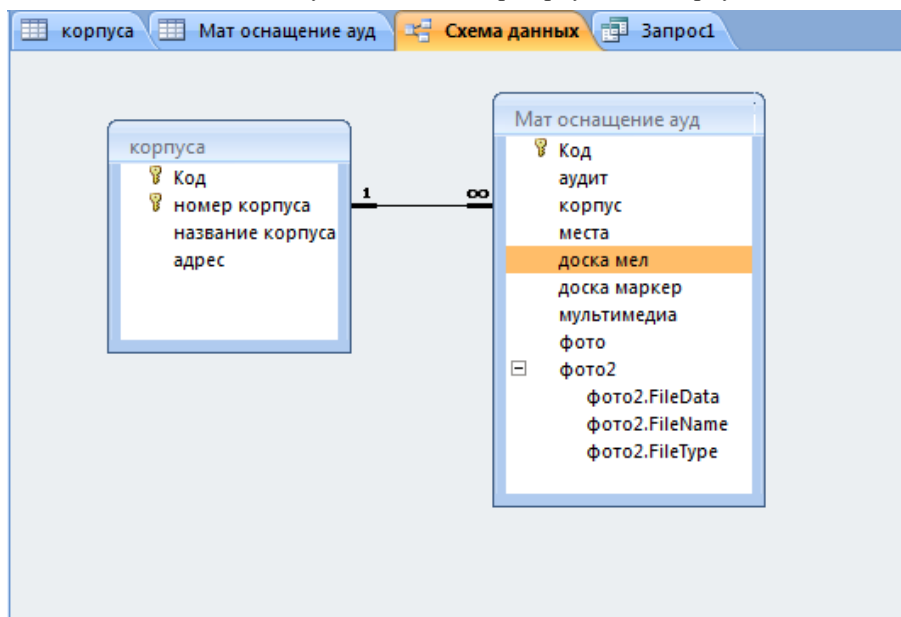 корпуса Мат оснащение ауд Схема данных Запрос1
корпуса
Код
номер корпуса
название корпуса
адрес
1 ∞
Мат оснащение ауд
Код
аудит
корпус
места
доска мел
доска маркер
мультимедиа
фото
фото2
фото2.FileData
фото2.FileName
фото2.FileType